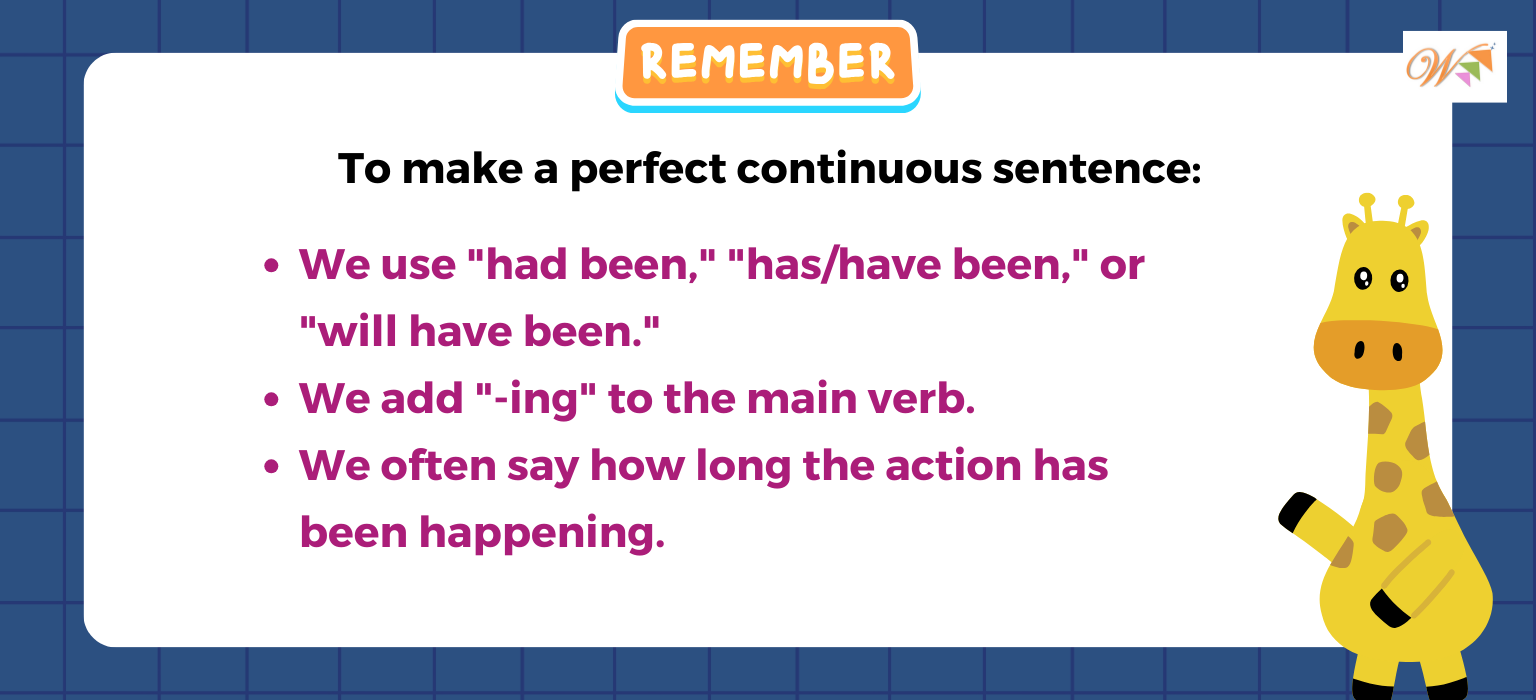 REMEMBER
W
To make a perfect continuous sentence:
• We use "had been," "has/have been," or
"will have been."
• We add "-ing" to the main verb.
• We often say how long the action has
been happening.